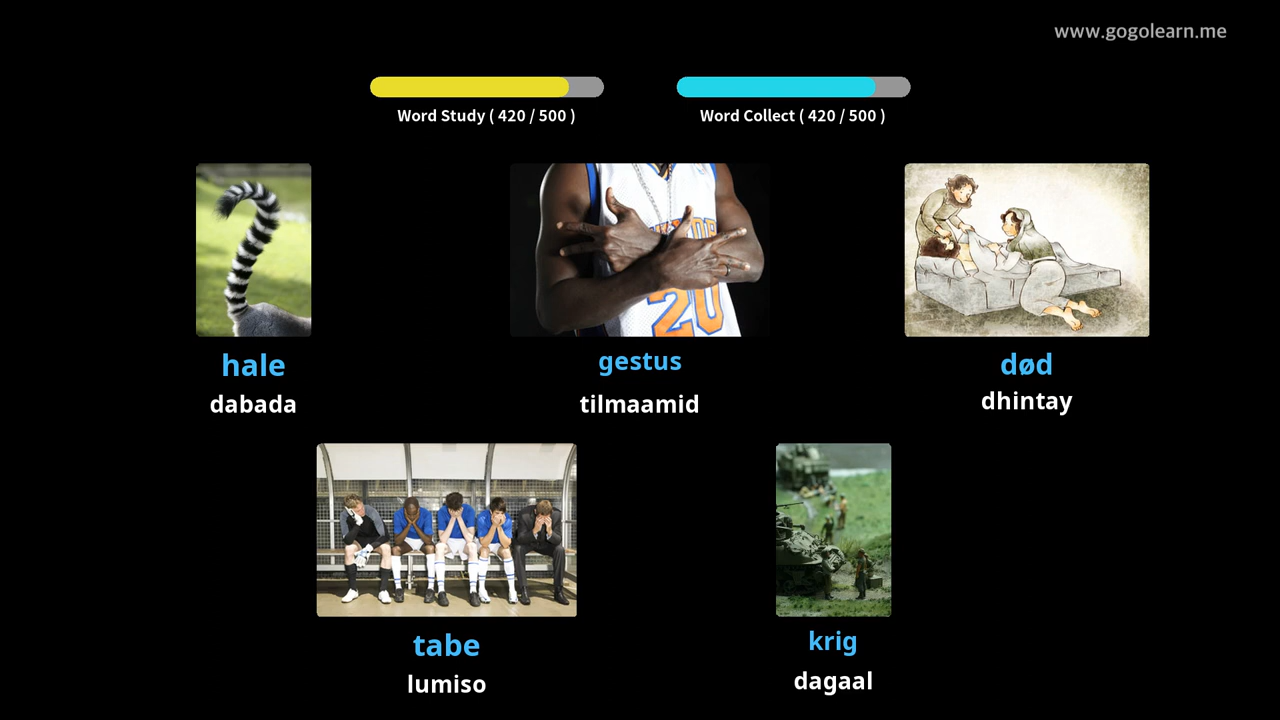 www.gogolearn.me
Word Study ( 420 / 500 )
Word Collect ( 420 / 500 )
20
hale
dabada
gestus
tilmaamid
død
dhintay
tabe
lumiso
krig
dagaal